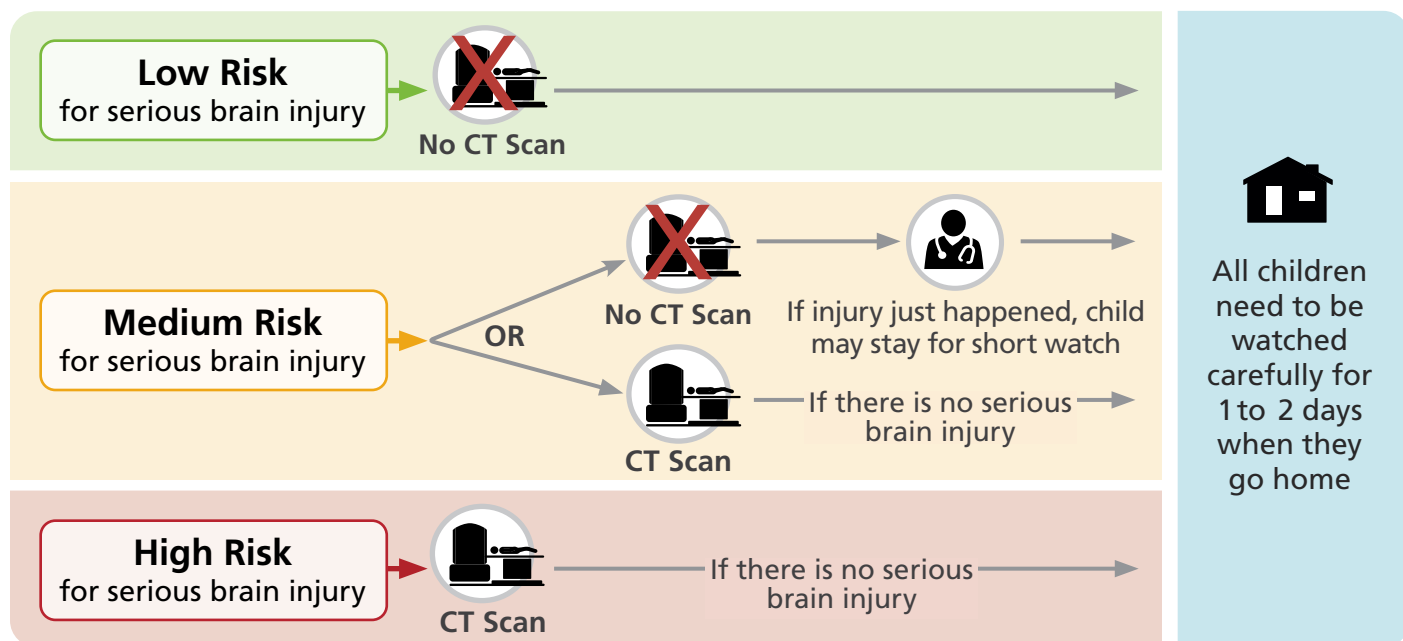 Low Risk
for serious brain injury
No CT Scan
Medium Risk
for serious brain injury
OR
No CT Scan
If injury just happened, child
may stay for short watch
CT Scan
If there is no serious
brain injury
High Risk
for serious brain injury
CT Scan
If there is no serious
brain injury
All children
need to be
watched
carefully for
1 to 2 days
when they
go home